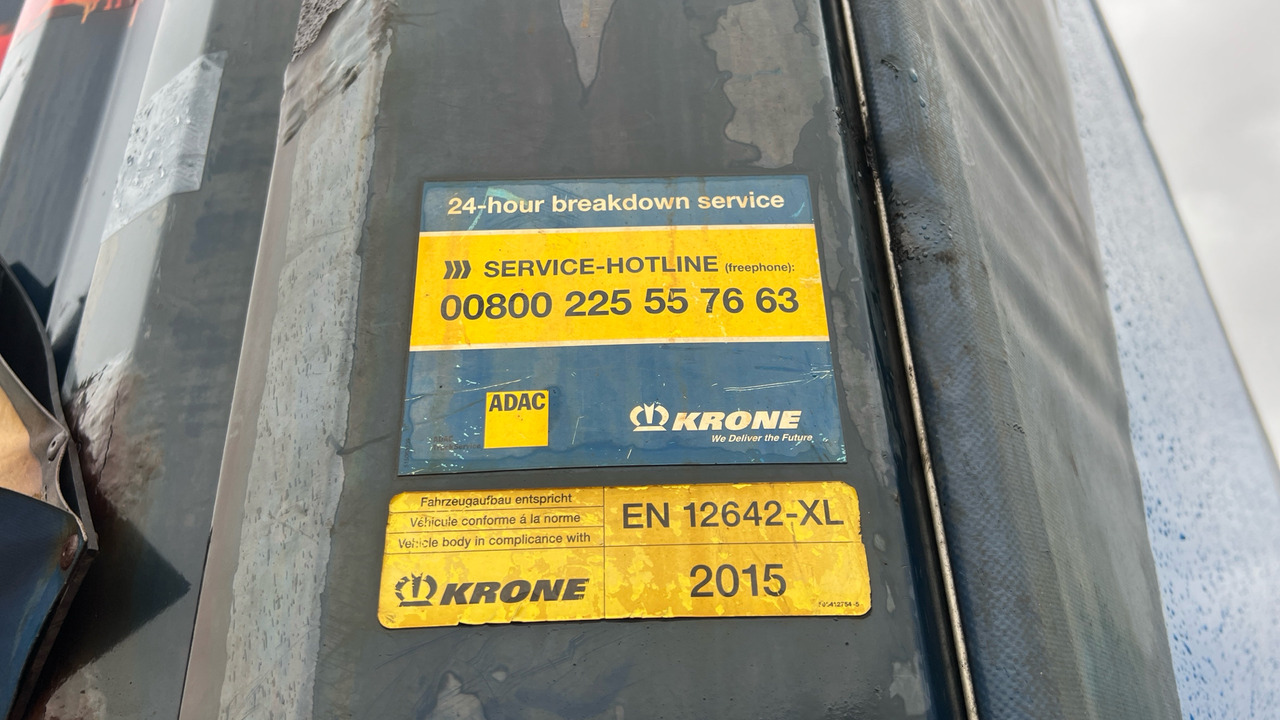 24-hour breakdown service
SERVICE-HOTLINE (freephone):
00800 225 55 76 63
ADAC
KRONE
We Deliver the Future
Fahrzeugaufbau entspricht
Véhicule conforme á la norme
Vehicle body in complicance with
KRONE
EN 12642-XL
2015